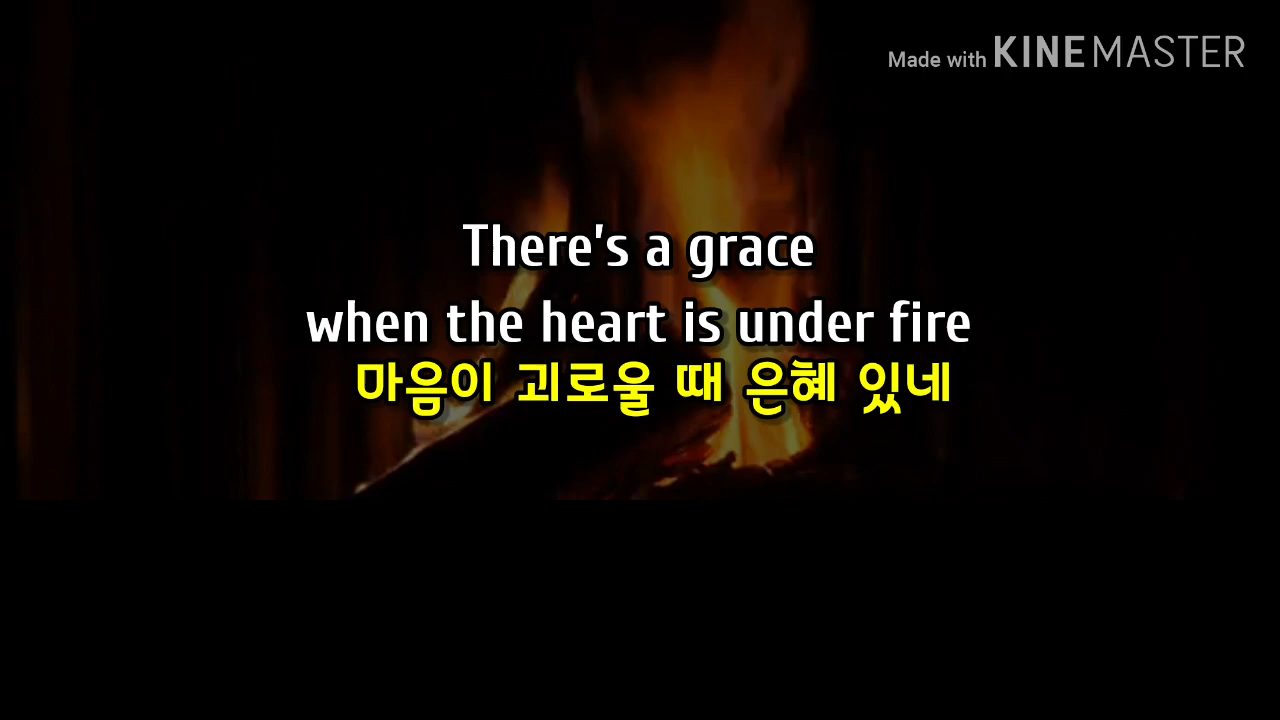 Made with KINEMASTER
There's a grace
when the heart is under fire
마음이 괴로울 때 은혜 있네